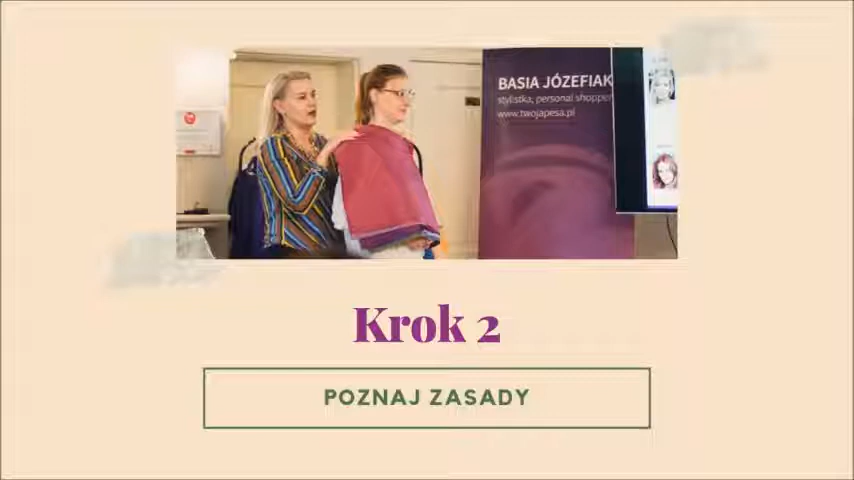 BASIA JÓZEFIAK
stylistka, personal shopper
www.twojapesa.pl
Krok 2
POZNAJ ZASADY